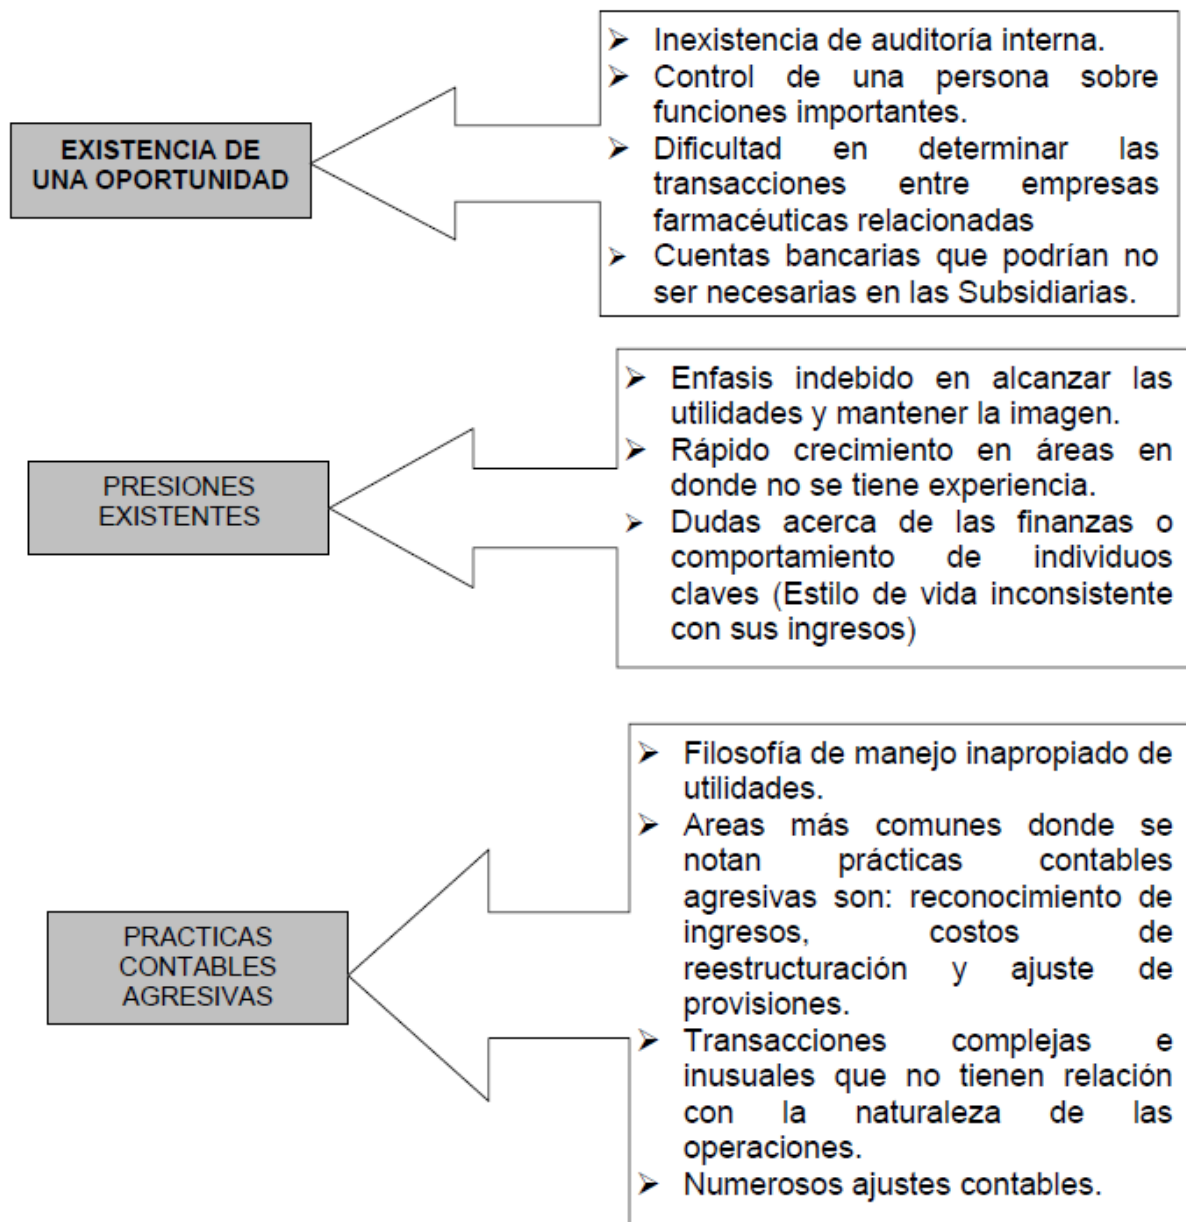 EXISTENCIA DE
UNA OPORTUNIDAD
➢ Inexistencia de auditoría interna.
➢ Control de una persona sobre
funciones importantes.
➢ Dificultad en determinar las
transacciones entre empresas
farmacéuticas relacionadas
➢ Cuentas bancarias que podrían no
ser necesarias en las Subsidiarias.
PRESIONES
EXISTENTES
➢ Enfasis indebido en alcanzar las
utilidades y mantener la imagen.
➢ Rápido crecimiento en áreas en
donde no se tiene experiencia.
➢ Dudas acerca de las finanzas o
comportamiento de individuos
claves (Estilo de vida inconsistente
con sus ingresos)
PRACTICAS
CONTABLES
AGRESIVAS
➢ Filosofía de manejo inapropiado de
utilidades.
➢ Areas más comunes donde se
notan prácticas contables
agresivas son: reconocimiento de
ingresos, costos de
reestructuración y ajuste de
provisiones.
➢ Transacciones complejas e
inusuales que no tienen relación
con la naturaleza de las
operaciones.
➢ Numerosos ajustes contables.